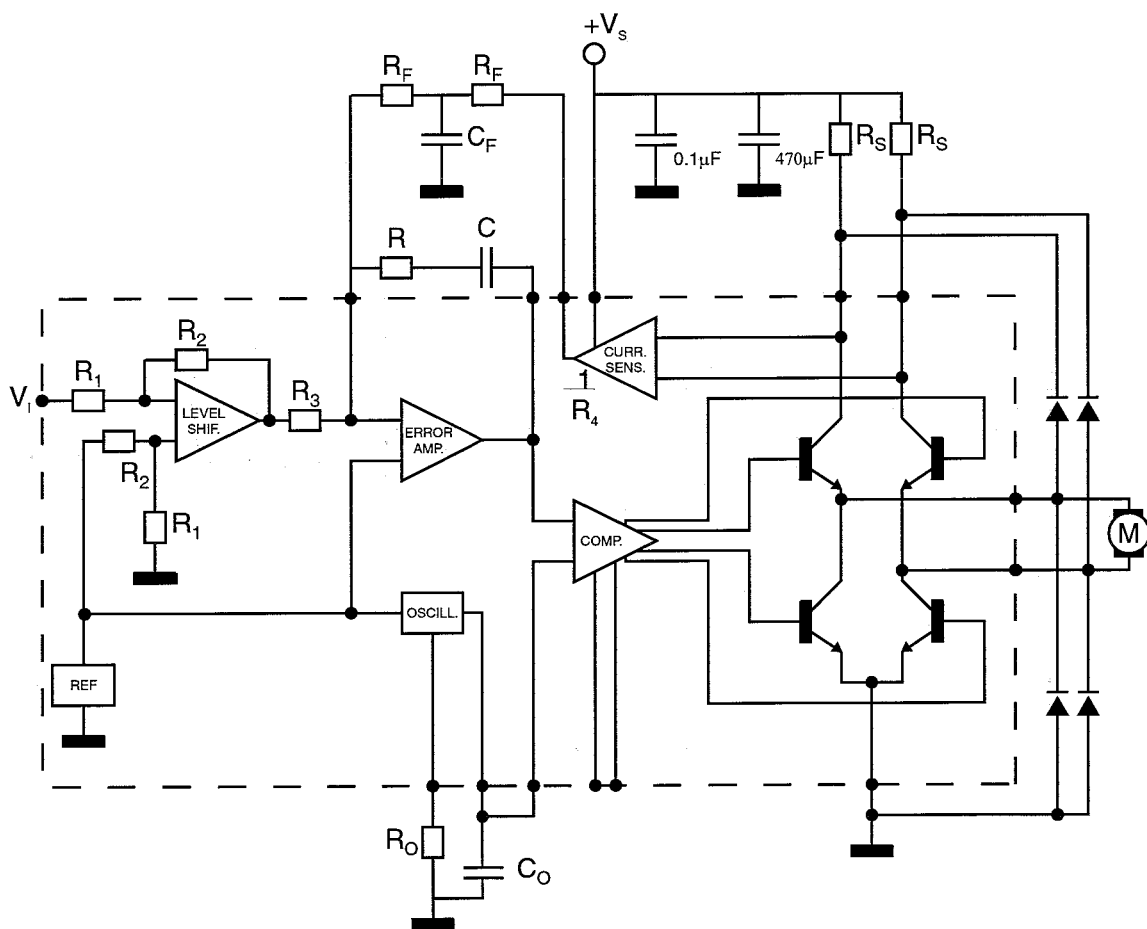 +Vs
RF RF
CF
0.1µF
470µF
RS RS
R C
R2
R1
VI
LEVEL
SHIF.
R3
ERROR
AMP.
CURR.
SENS.
1
R4
R2
R1
COMP.
M
OSCILL.
REF
RO
CO